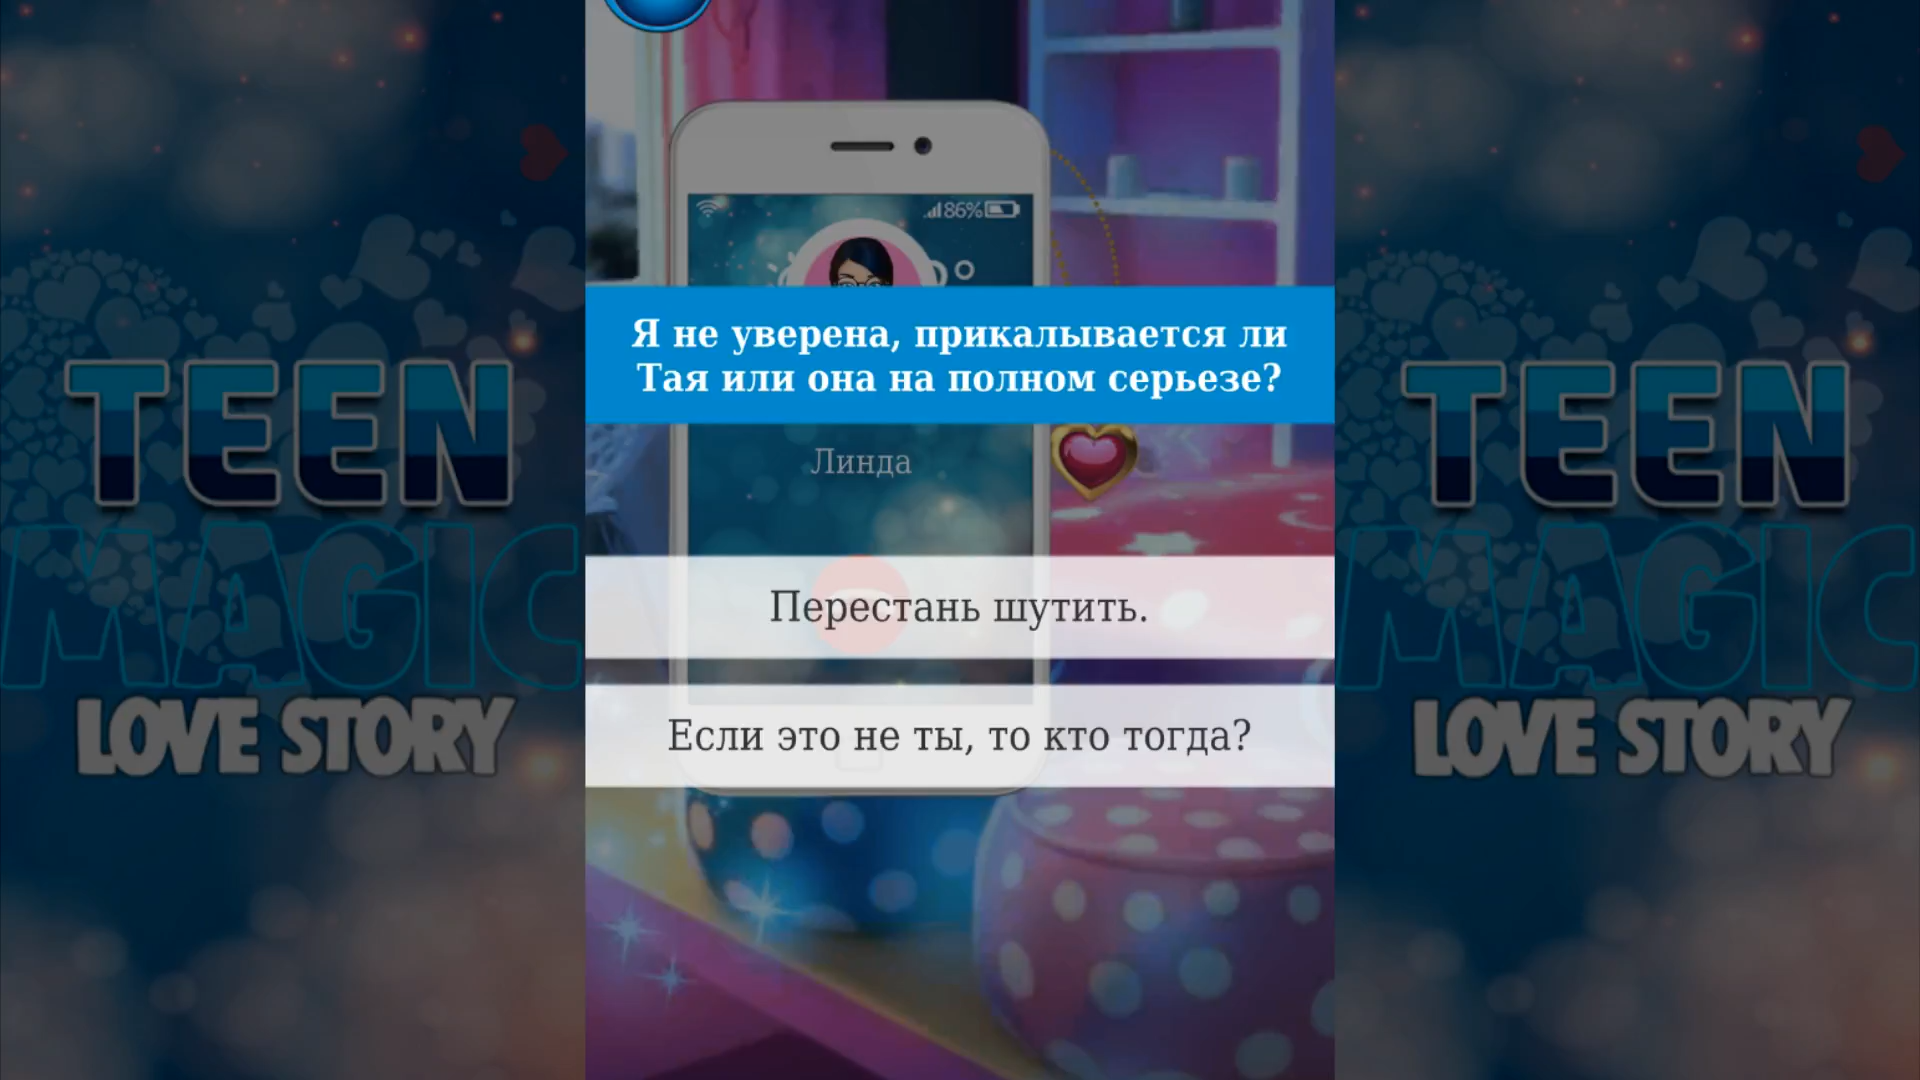 86%
Я не уверена, прикалывается ли
Тая или она на полном серьезе?
Линда
Перестань шутить.
Если это не ты, то кто тогда?
TEEN
MAGIC
LOVE STORY
TEEN
MAGIC
LOVE STORY